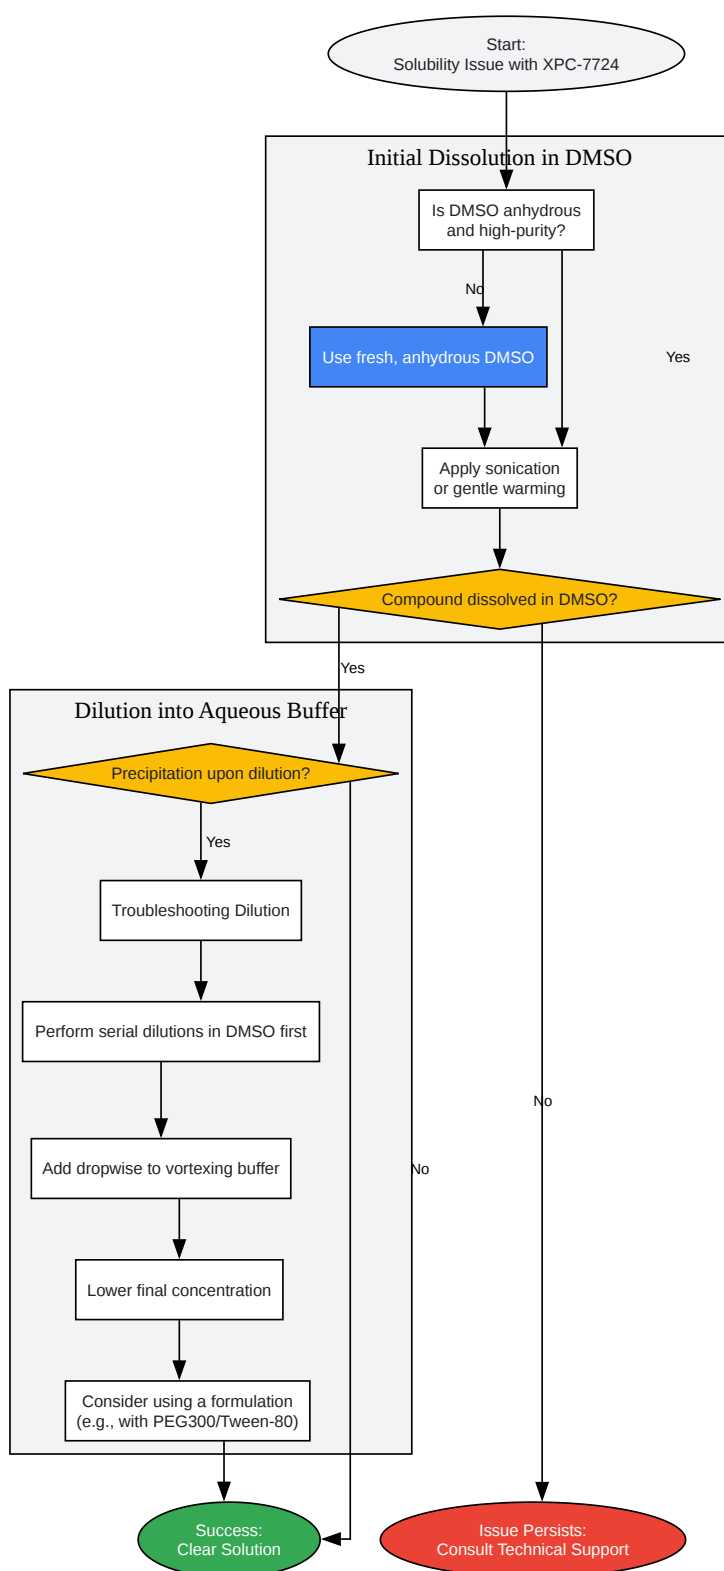 Start:
Solubility Issue with XPC-7724
Initial Dissolution in DMSO
Is DMSO anhydrous
and high-purity?
No
Use fresh, anhydrous DMSO
Yes
Apply sonication
or gentle warming
Compound dissolved in DMSO?
Yes
Dilution into Aqueous Buffer
Precipitation upon dilution?
Yes
Troubleshooting Dilution
Perform serial dilutions in DMSO first
No
Add dropwise to vortexing buffer
No
Lower final concentration
Consider using a formulation
(e.g., with PEG300/Tween-80)
Success:
Clear Solution
Issue Persists:
Consult Technical Support